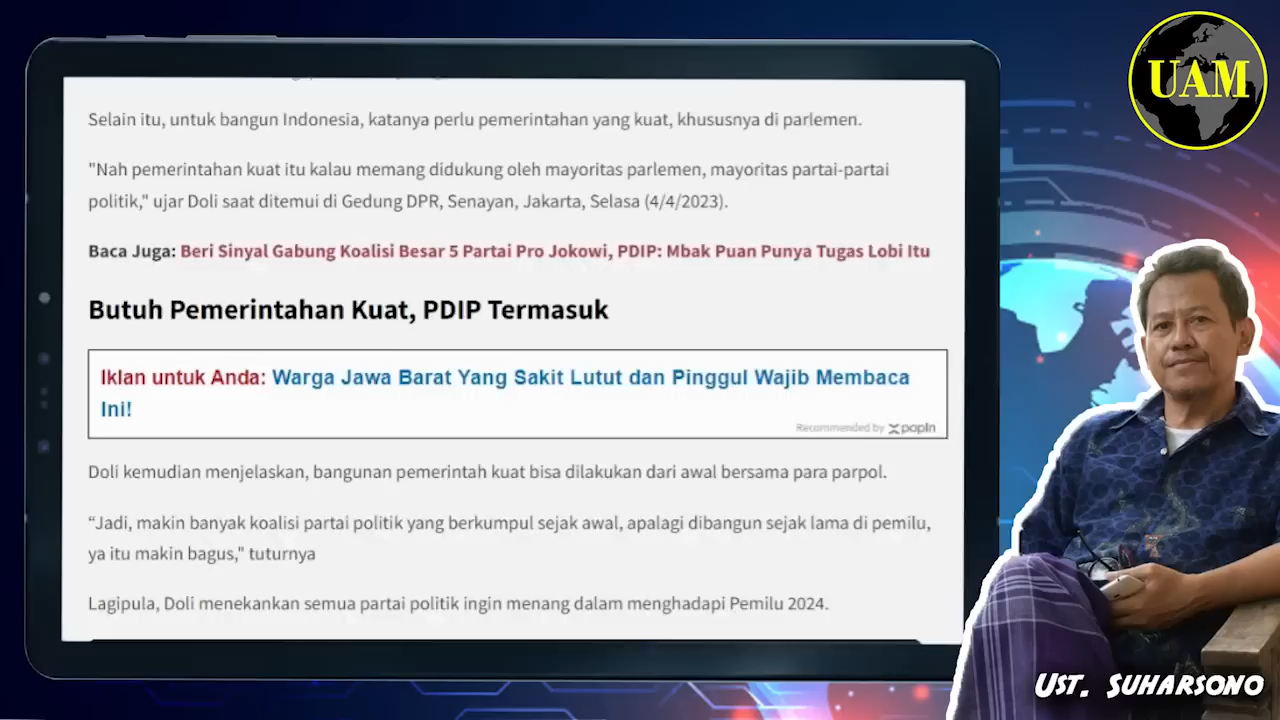 UAM
Selain itu, untuk bangun Indonesia, katanya perlu pemerintahan yang kuat, khususnya di parlemen.
"Nah pemerintahan kuat itu kalau memang didukung oleh mayoritas parlemen, mayoritas partai-partai
politik," ujar Doli saat ditemui di Gedung DPR, Senayan, Jakarta, Selasa (4/4/2023).
Baca Juga: Beri Sinyal Gabung Koalisi Besar 5 Partai Pro Jokowi, PDIP: Mbak Puan Punya Tugas Lobi Itu
Butuh Pemerintahan Kuat, PDIP Termasuk
Iklan untuk Anda: Warga Jawa Barat Yang Sakit Lutut dan Pinggul Wajib Membaca
Ini!
Recommended by popIn
Doli kemudian menjelaskan, bangunan pemerintah kuat bisa dilakukan dari awal bersama para parpol.
“Jadi, makin banyak koalisi partai politik yang berkumpul sejak awal, apalagi dibangun sejak lama di pemilu,
ya itu makin bagus," tuturnya
Lagipula, Doli menekankan semua partai politik ingin menang dalam menghadapi Pemilu 2024.
UST. SUHARSONO